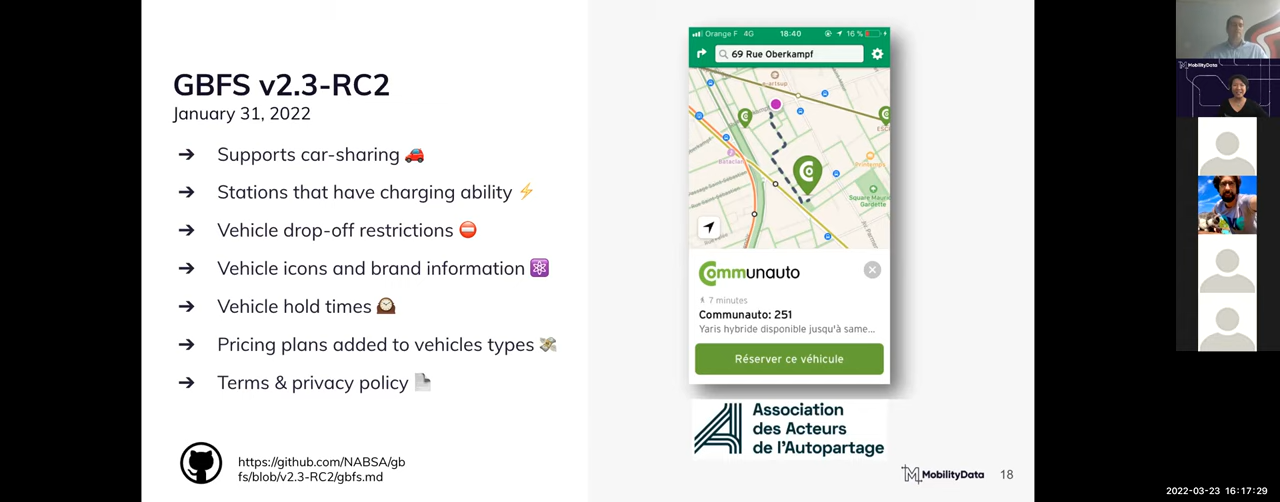 GBFS v2.3-RC2
January 31, 2022
➔ Supports car-sharing 🚗
➔ Stations that have charging ability ⚡
➔ Vehicle drop-off restrictions ⛔
➔ Vehicle icons and brand information ⚛️
➔ Vehicle hold times 🕰️
➔ Pricing plans added to vehicles types 💸
➔ Terms & privacy policy 📄
https://github.com/NABSA/gb
fs/blob/v2.3-RC2/gbfs.md
Orange F 4G 18:40 16 %
69 Rue Oberkampf
Square Mauric
Gardette
Communauto
7 minutes
Communauto: 251
Yaris hybride disponible jusqu'à same...
Réserver ce véhicule
Association
des Acteurs
de l'Autopartage
MobilityData 18
MobilityData
2022-03-23 16:17:29